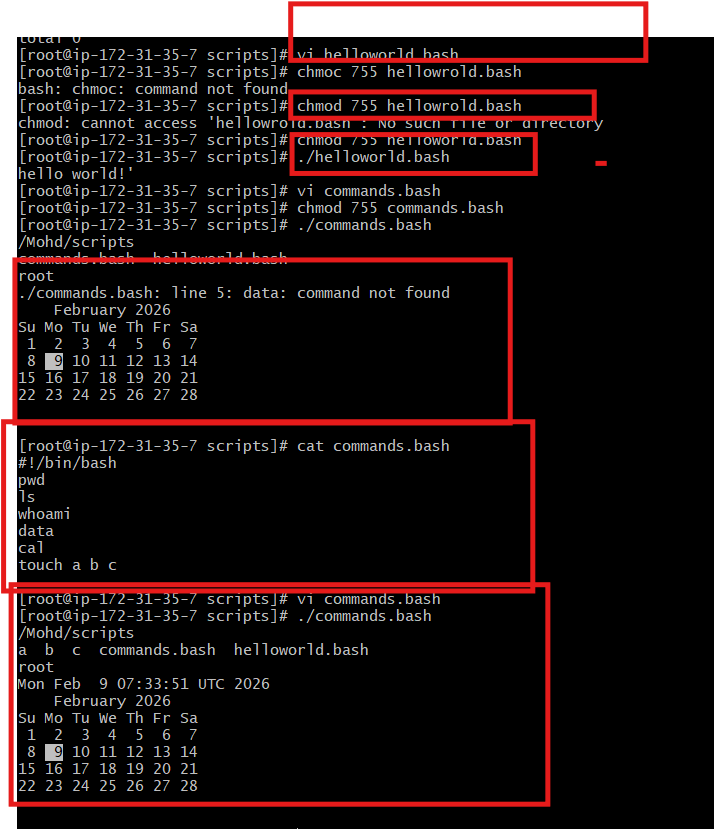 total 0
[root@ip-172-31-35-7 scripts]# vi helloworld.bash
[root@ip-172-31-35-7 scripts]# chmoc 755 hellowrold.bash
bash: chmoc: command not found
[root@ip-172-31-35-7 scripts]# chmod 755 hellowrold.bash
chmod: cannot access 'hellowrold.bash': No such file or directory
[root@ip-172-31-35-7 scripts]# chmod 755 helloworld.bash
[root@ip-172-31-35-7 scripts]# ./helloworld.bash
hello world!'
[root@ip-172-31-35-7 scripts]# vi commands.bash
[root@ip-172-31-35-7 scripts]# chmod 755 commands.bash
[root@ip-172-31-35-7 scripts]# ./commands.bash
/Mohd/scripts
commands.bash  helloworld.bash
root
./commands.bash: line 5: data: command not found
    February 2026
Su Mo Tu We Th Fr Sa
 1  2  3  4  5  6  7
 8  9 10 11 12 13 14
15 16 17 18 19 20 21
22 23 24 25 26 27 28
[root@ip-172-31-35-7 scripts]# cat commands.bash
#!/bin/bash
pwd
ls
whoami
data
cal
touch a b c
[root@ip-172-31-35-7 scripts]# vi commands.bash
[root@ip-172-31-35-7 scripts]# ./commands.bash
/Mohd/scripts
a  b  c  commands.bash  helloworld.bash
root
Mon Feb  9 07:33:51 UTC 2026
    February 2026
Su Mo Tu We Th Fr Sa
 1  2  3  4  5  6  7
 8  9 10 11 12 13 14
15 16 17 18 19 20 21
22 23 24 25 26 27 28